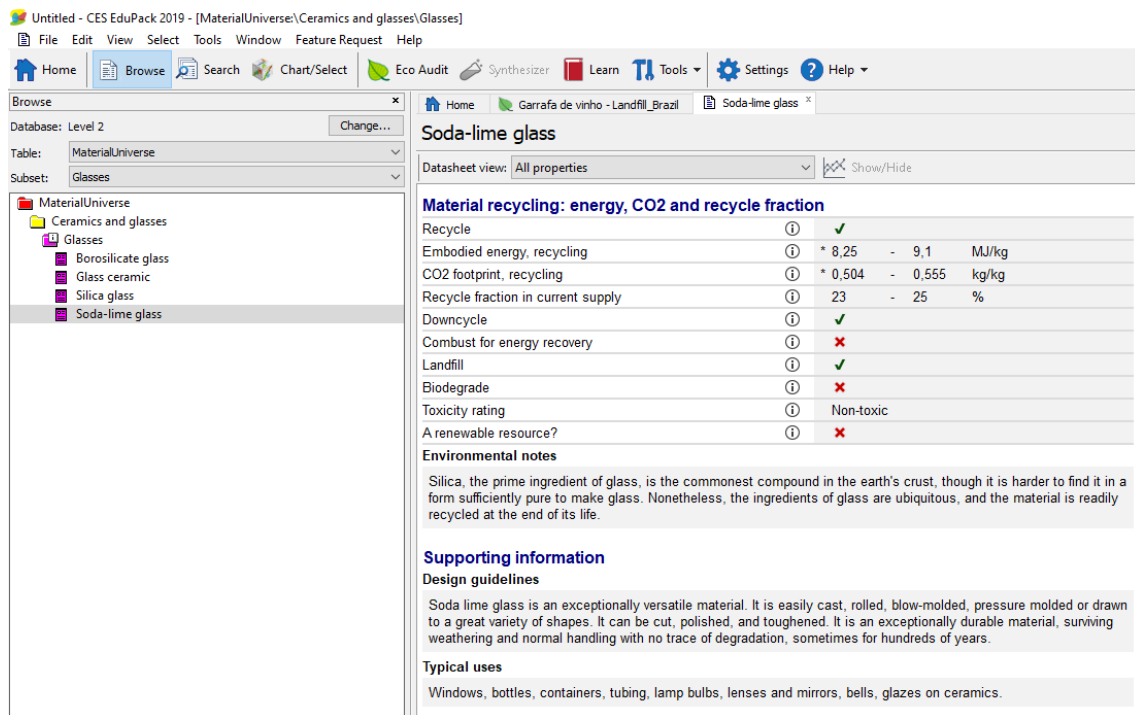 Untitled - CES EduPack 2019 - [MaterialUniverse:\Ceramics and glasses\Glasses]
File Edit View Select Tools Window Feature Request Help
Home Browse Search Chart/Select Eco Audit Synthesizer Learn Tools Settings Help
Browse x
Database: Level 2 Change...
Table: MaterialUniverse
Subset: Glasses
MaterialUniverse
Ceramics and glasses
Glasses
Borosilicate glass
Glass ceramic
Silica glass
Soda-lime glass
Home Garrafa de vinho - Landfill_Brazil Soda-lime glass x
Soda-lime glass
Datasheet view: All properties Show/Hide
Material recycling: energy, CO2 and recycle fraction
Recycle ✓
Embodied energy, recycling * 8,25 - 9,1 MJ/kg
CO2 footprint, recycling * 0,504 - 0,555 kg/kg
Recycle fraction in current supply 23 - 25 %
Downcycle ✓
Combust for energy recovery ×
Landfill ✓
Biodegrade ×
Toxicity rating Non-toxic
A renewable resource? ×
Environmental notes
Silica, the prime ingredient of glass, is the commonest compound in the earth's crust, though it is harder to find it in a
form sufficiently pure to make glass. Nonetheless, the ingredients of glass are ubiquitous, and the material is readily
recycled at the end of its life.
Supporting information
Design guidelines
Soda lime glass is an exceptionally versatile material. It is easily cast, rolled, blow-molded, pressure molded or drawn
to a great variety of shapes. It can be cut, polished, and toughened. It is an exceptionally durable material, surviving
weathering and normal handling with no trace of degradation, sometimes for hundreds of years.
Typical uses
Windows, bottles, containers, tubing, lamp bulbs, lenses and mirrors, bells, glazes on ceramics.